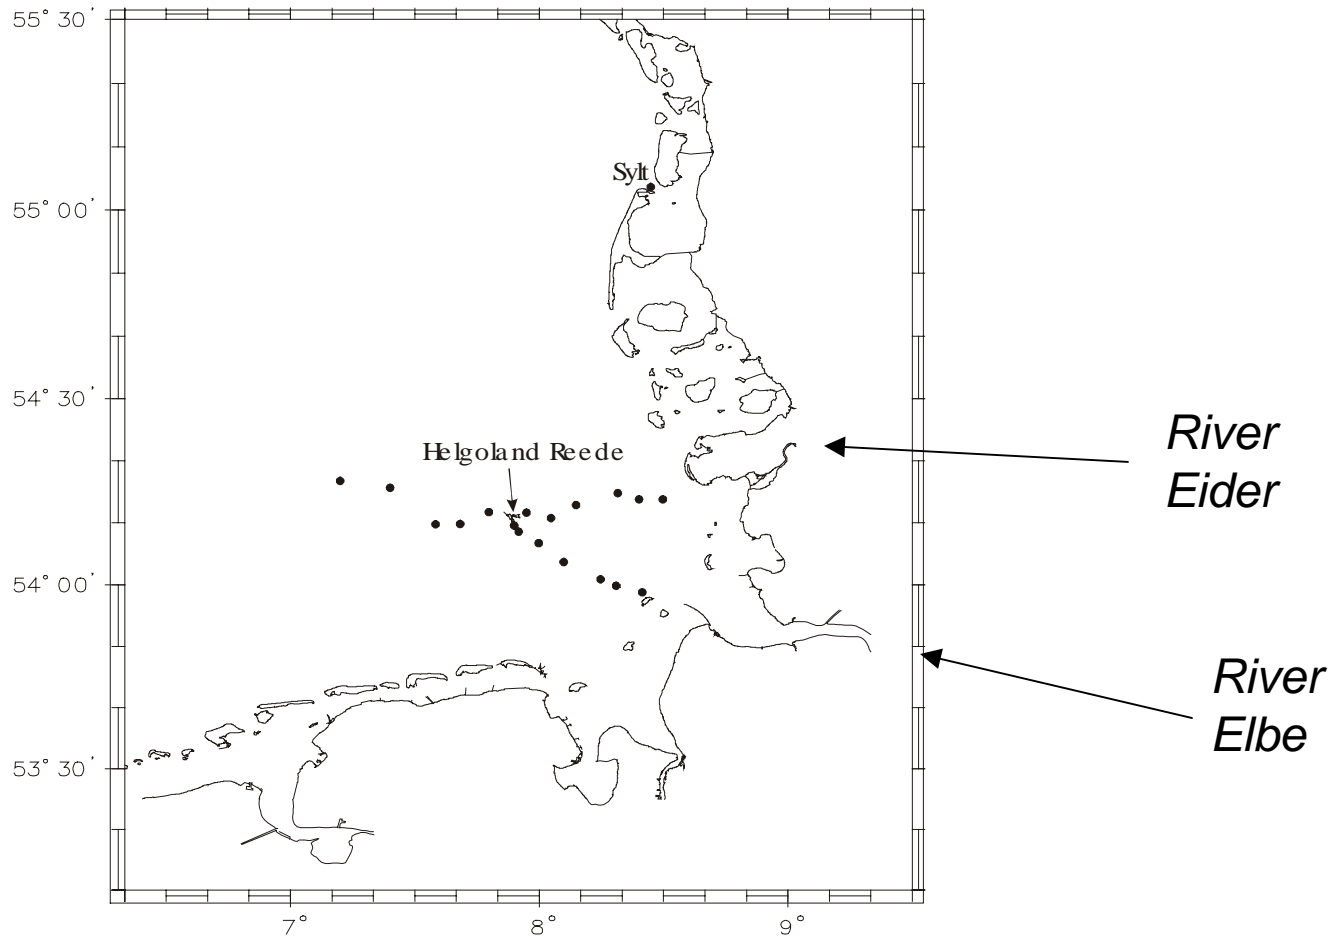 55° 30'
Sylt
55° 00'
54° 30'
River
Eider
Helgoland Reede
54° 00'
River
Elbe
53° 30'
7°
8°
9°